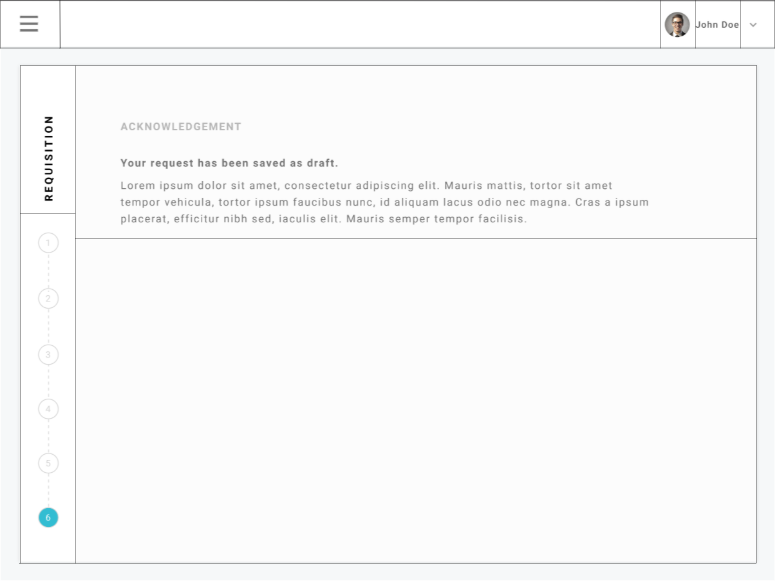 John Doe
REQUISITION
ACKNOWLEDGEMENT
Your request has been saved as draft.
Lorem ipsum dolor sit amet, consectetur adipiscing elit. Mauris mattis, tortor sit amet
tempor vehicula, tortor ipsum faucibus nunc, id aliquam lacus odio nec magna. Cras a ipsum
placerat, efficitur nibh sed, iaculis elit. Mauris semper tempor facilisis.
1
2
3
4
5
6